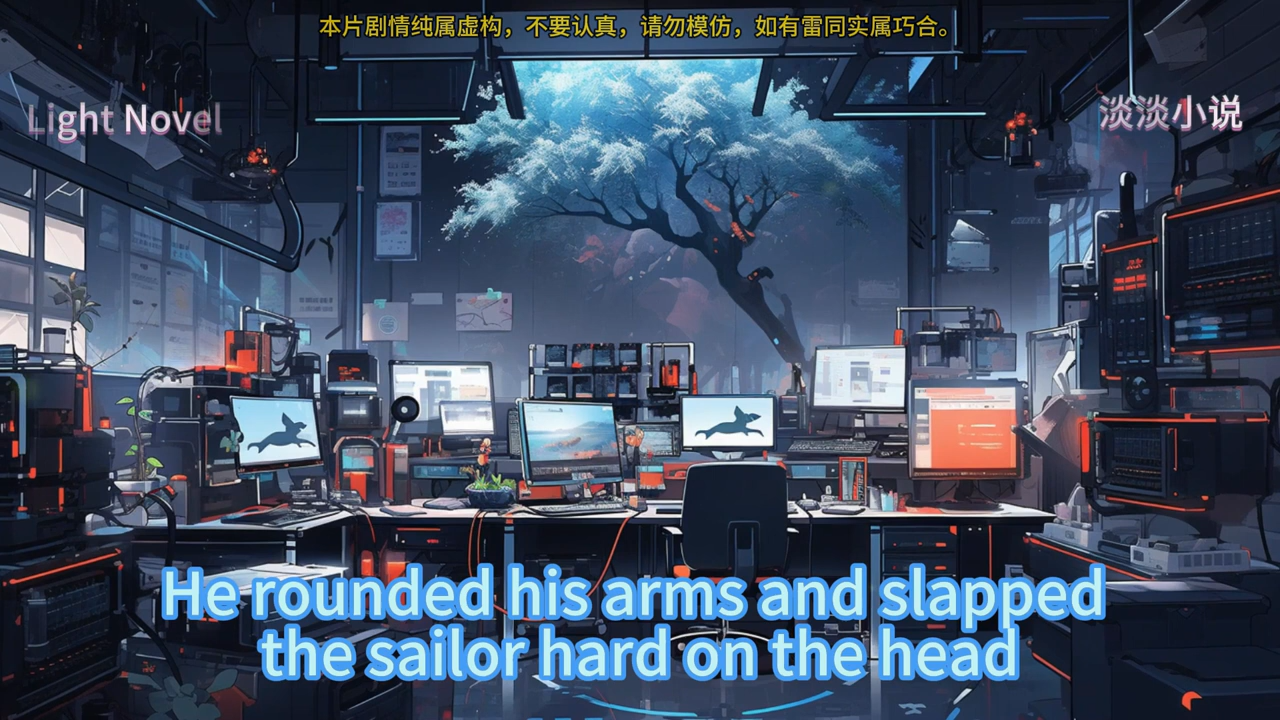 本片剧情纯属虚构，不要认真，请勿模仿，如有雷同实属巧合。
Light Novel
淡淡小说
He rounded his arms and slapped
the sailor hard on the head